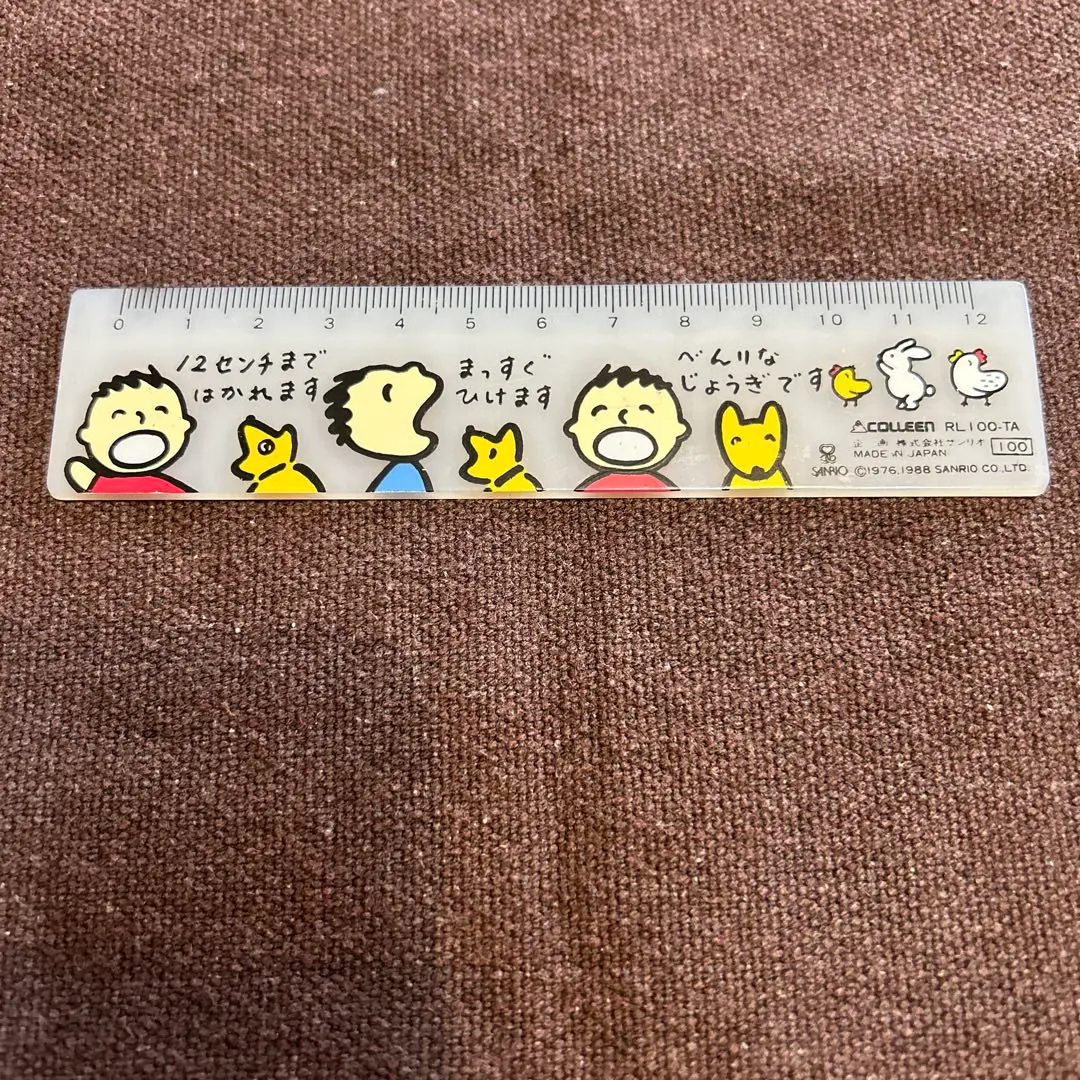 0 1 2 3 4 5 6 7 8 9 10 11 12
12センチまで
はかれます
まっすぐ
ひけます
べんりな
じょうぎです
COLLEEN RL100-TA
企画 株式会社サンリオ 100
MADE IN JAPAN
SANRIO ©1976,1988 SANRIO CO.,LTD.